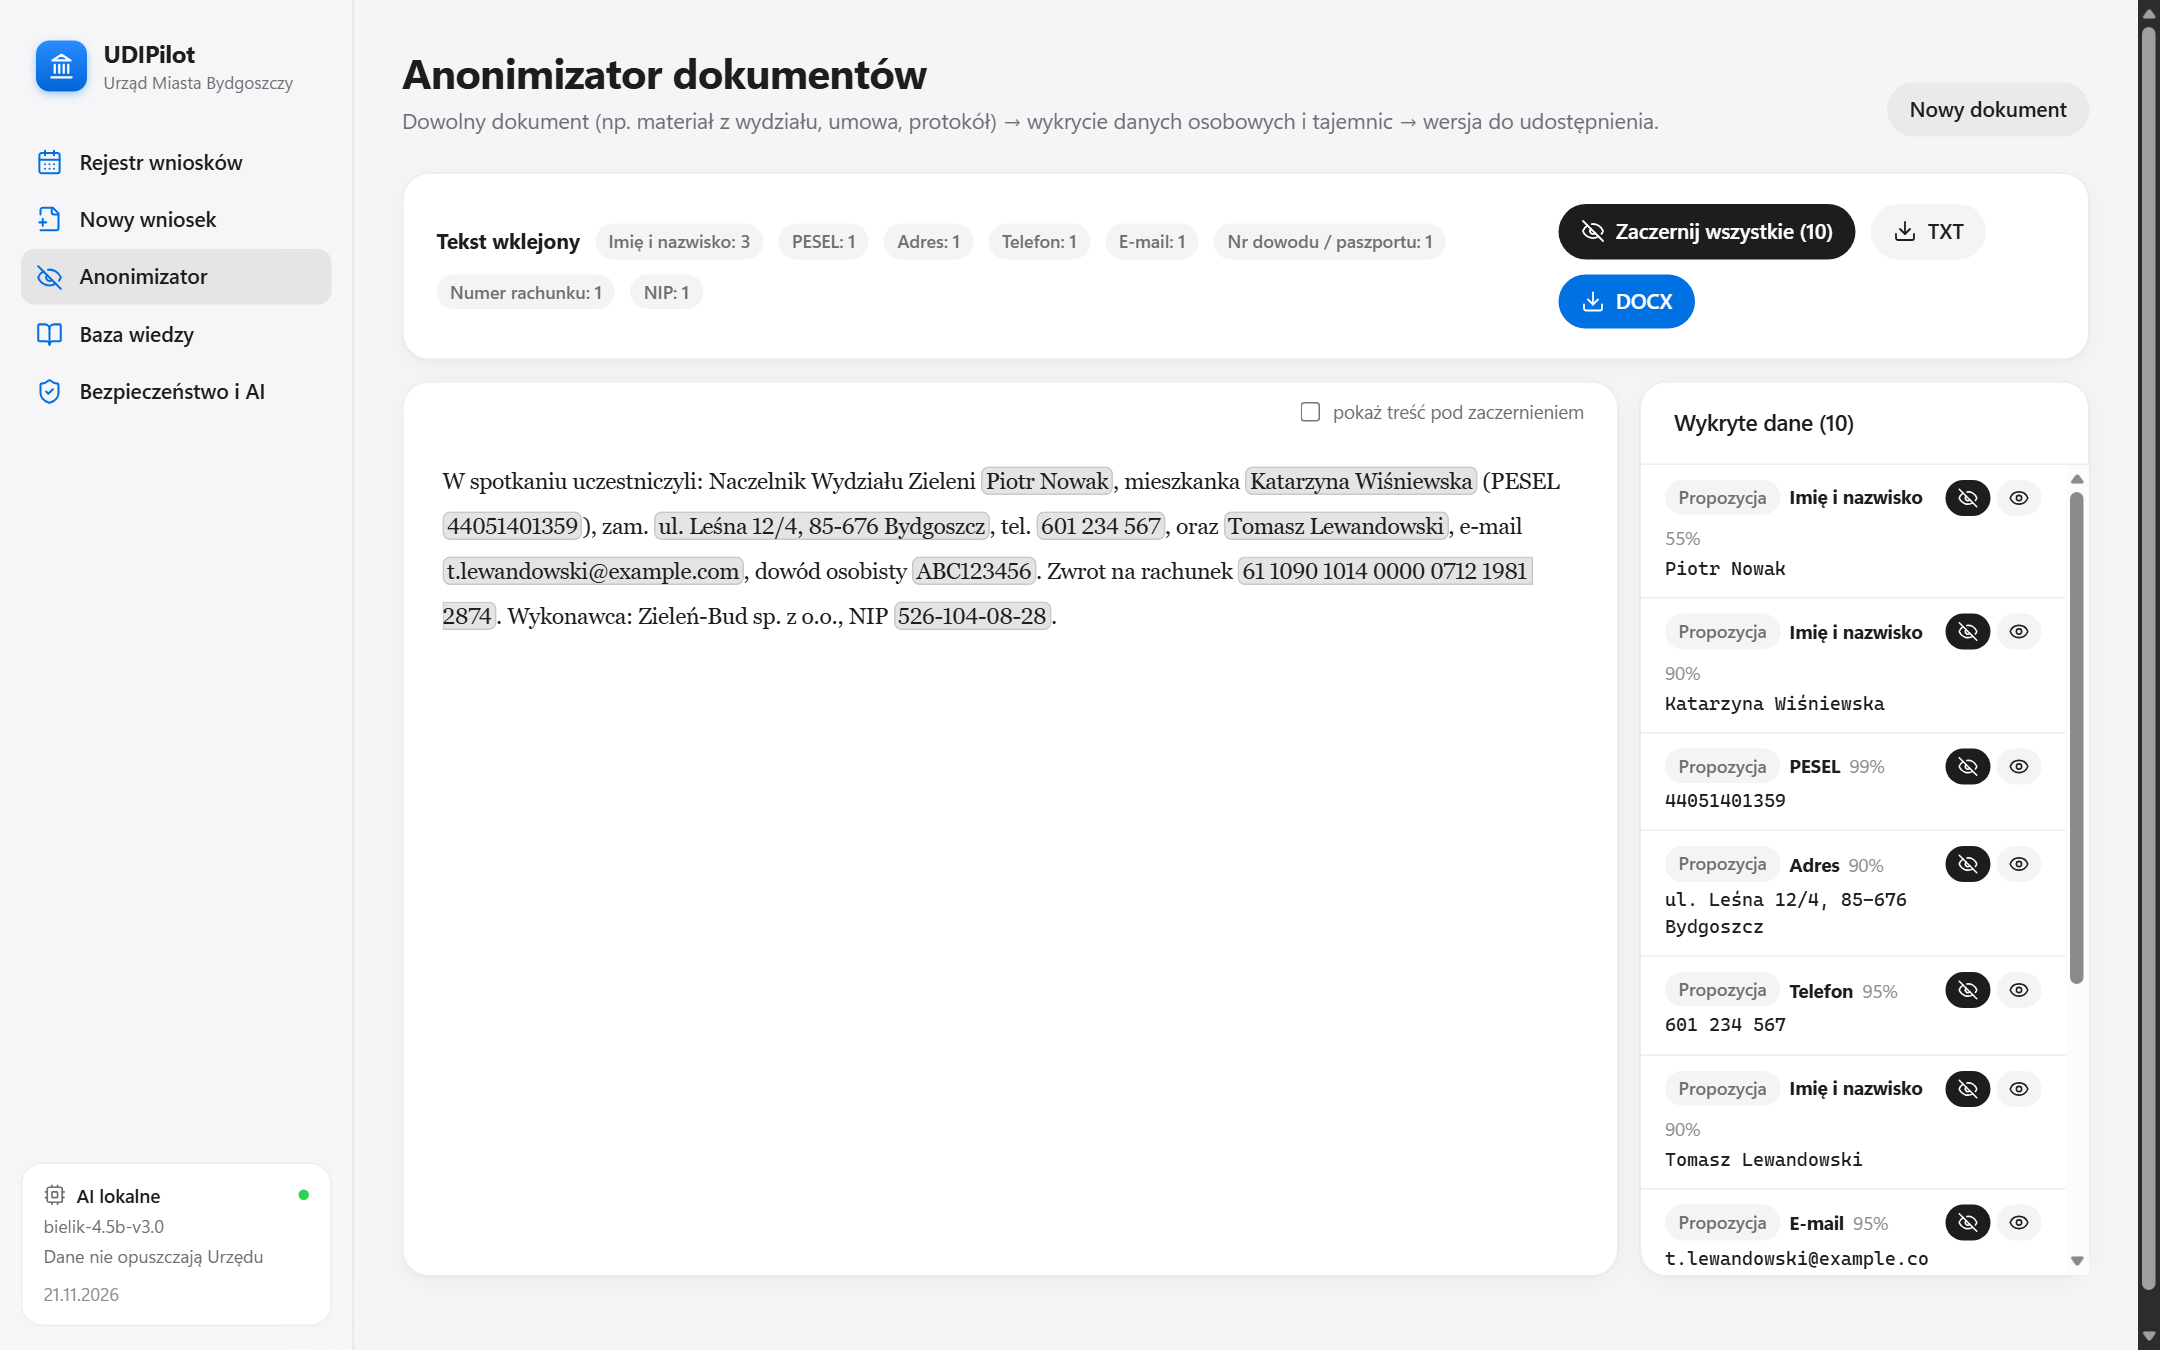 UDIPilot
Urząd Miasta Bydgoszczy
Rejestr wniosków
Nowy wniosek
Anonimizator
Baza wiedzy
Bezpieczeństwo i AI
AI lokalne
bielik-4.5b-v3.0
Dane nie opuszczają Urzędu
21.11.2026
Anonimizator dokumentów
Dowolny dokument (np. materiał z wydziału, umowa, protokół) → wykrycie danych osobowych i tajemnic → wersja do udostępnienia.
Nowy dokument
Tekst wklejony Imię i nazwisko: 3 PESEL: 1 Adres: 1 Telefon: 1 E-mail: 1 Nr dowodu / paszportu: 1
Numer rachunku: 1 NIP: 1
Zaczernij wszystkie (10) TXT
DOCX
pokaż treść pod zaczernieniem
W spotkaniu uczestniczyli: Naczelnik Wydziału Zieleni Piotr Nowak, mieszkanka Katarzyna Wiśniewska (PESEL
44051401359), zam. ul. Leśna 12/4, 85-676 Bydgoszcz, tel. 601 234 567, oraz Tomasz Lewandowski, e-mail
t.lewandowski@example.com, dowód osobisty ABC123456. Zwrot na rachunek 61 1090 1014 0000 0712 1981
2874. Wykonawca: Zieleń-Bud sp. z o.o., NIP 526-104-08-28.
Wykryte dane (10)
Propozycja Imię i nazwisko
55%
Piotr Nowak
Propozycja Imię i nazwisko
90%
Katarzyna Wiśniewska
Propozycja PESEL 99%
44051401359
Propozycja Adres 90%
ul. Leśna 12/4, 85-676
Bydgoszcz
Propozycja Telefon 95%
601 234 567
Propozycja Imię i nazwisko
90%
Tomasz Lewandowski
Propozycja E-mail 95%
t.lewandowski@example.co